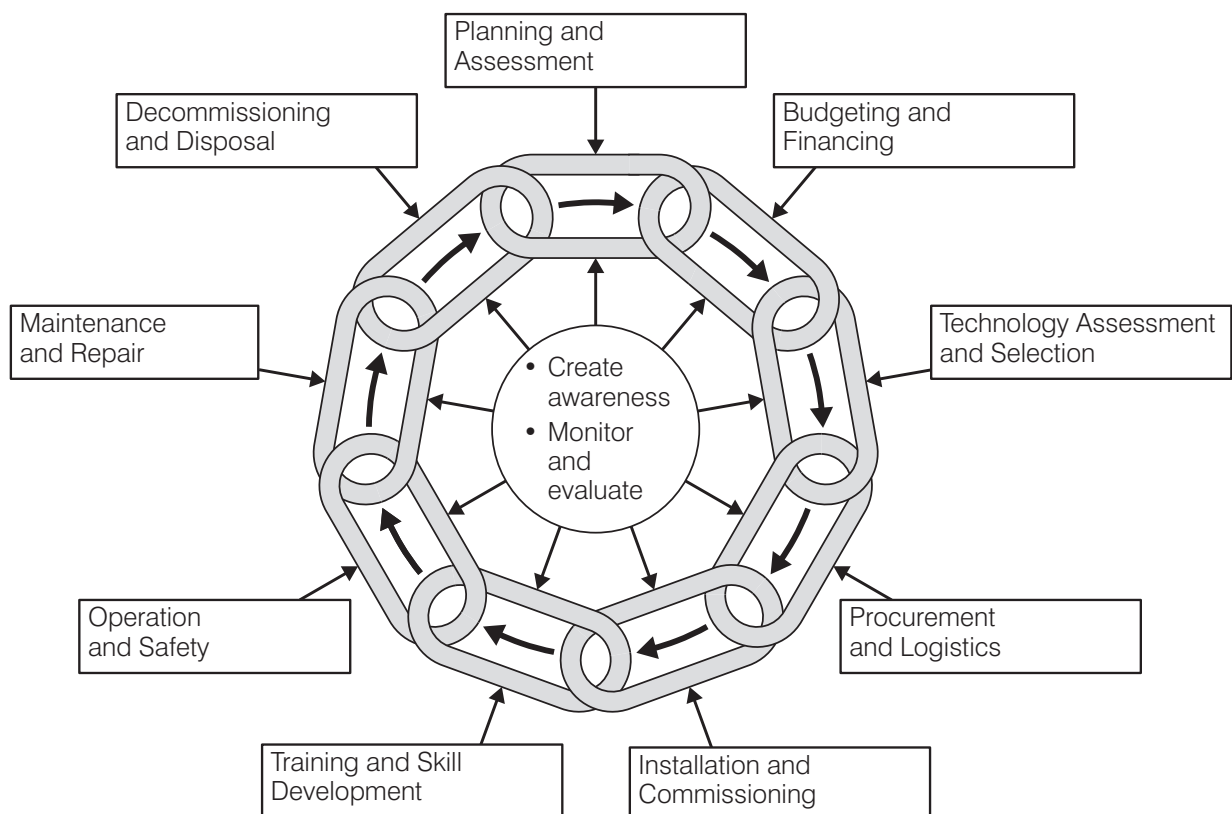 Planning and
Assessment
Budgeting and
Financing
Technology Assessment
and Selection
Procurement
and Logistics
Installation and
Commissioning
Training and Skill
Development
Operation
and Safety
Maintenance
and Repair
Decommissioning
and Disposal
• Create
awareness
• Monitor
and
evaluate